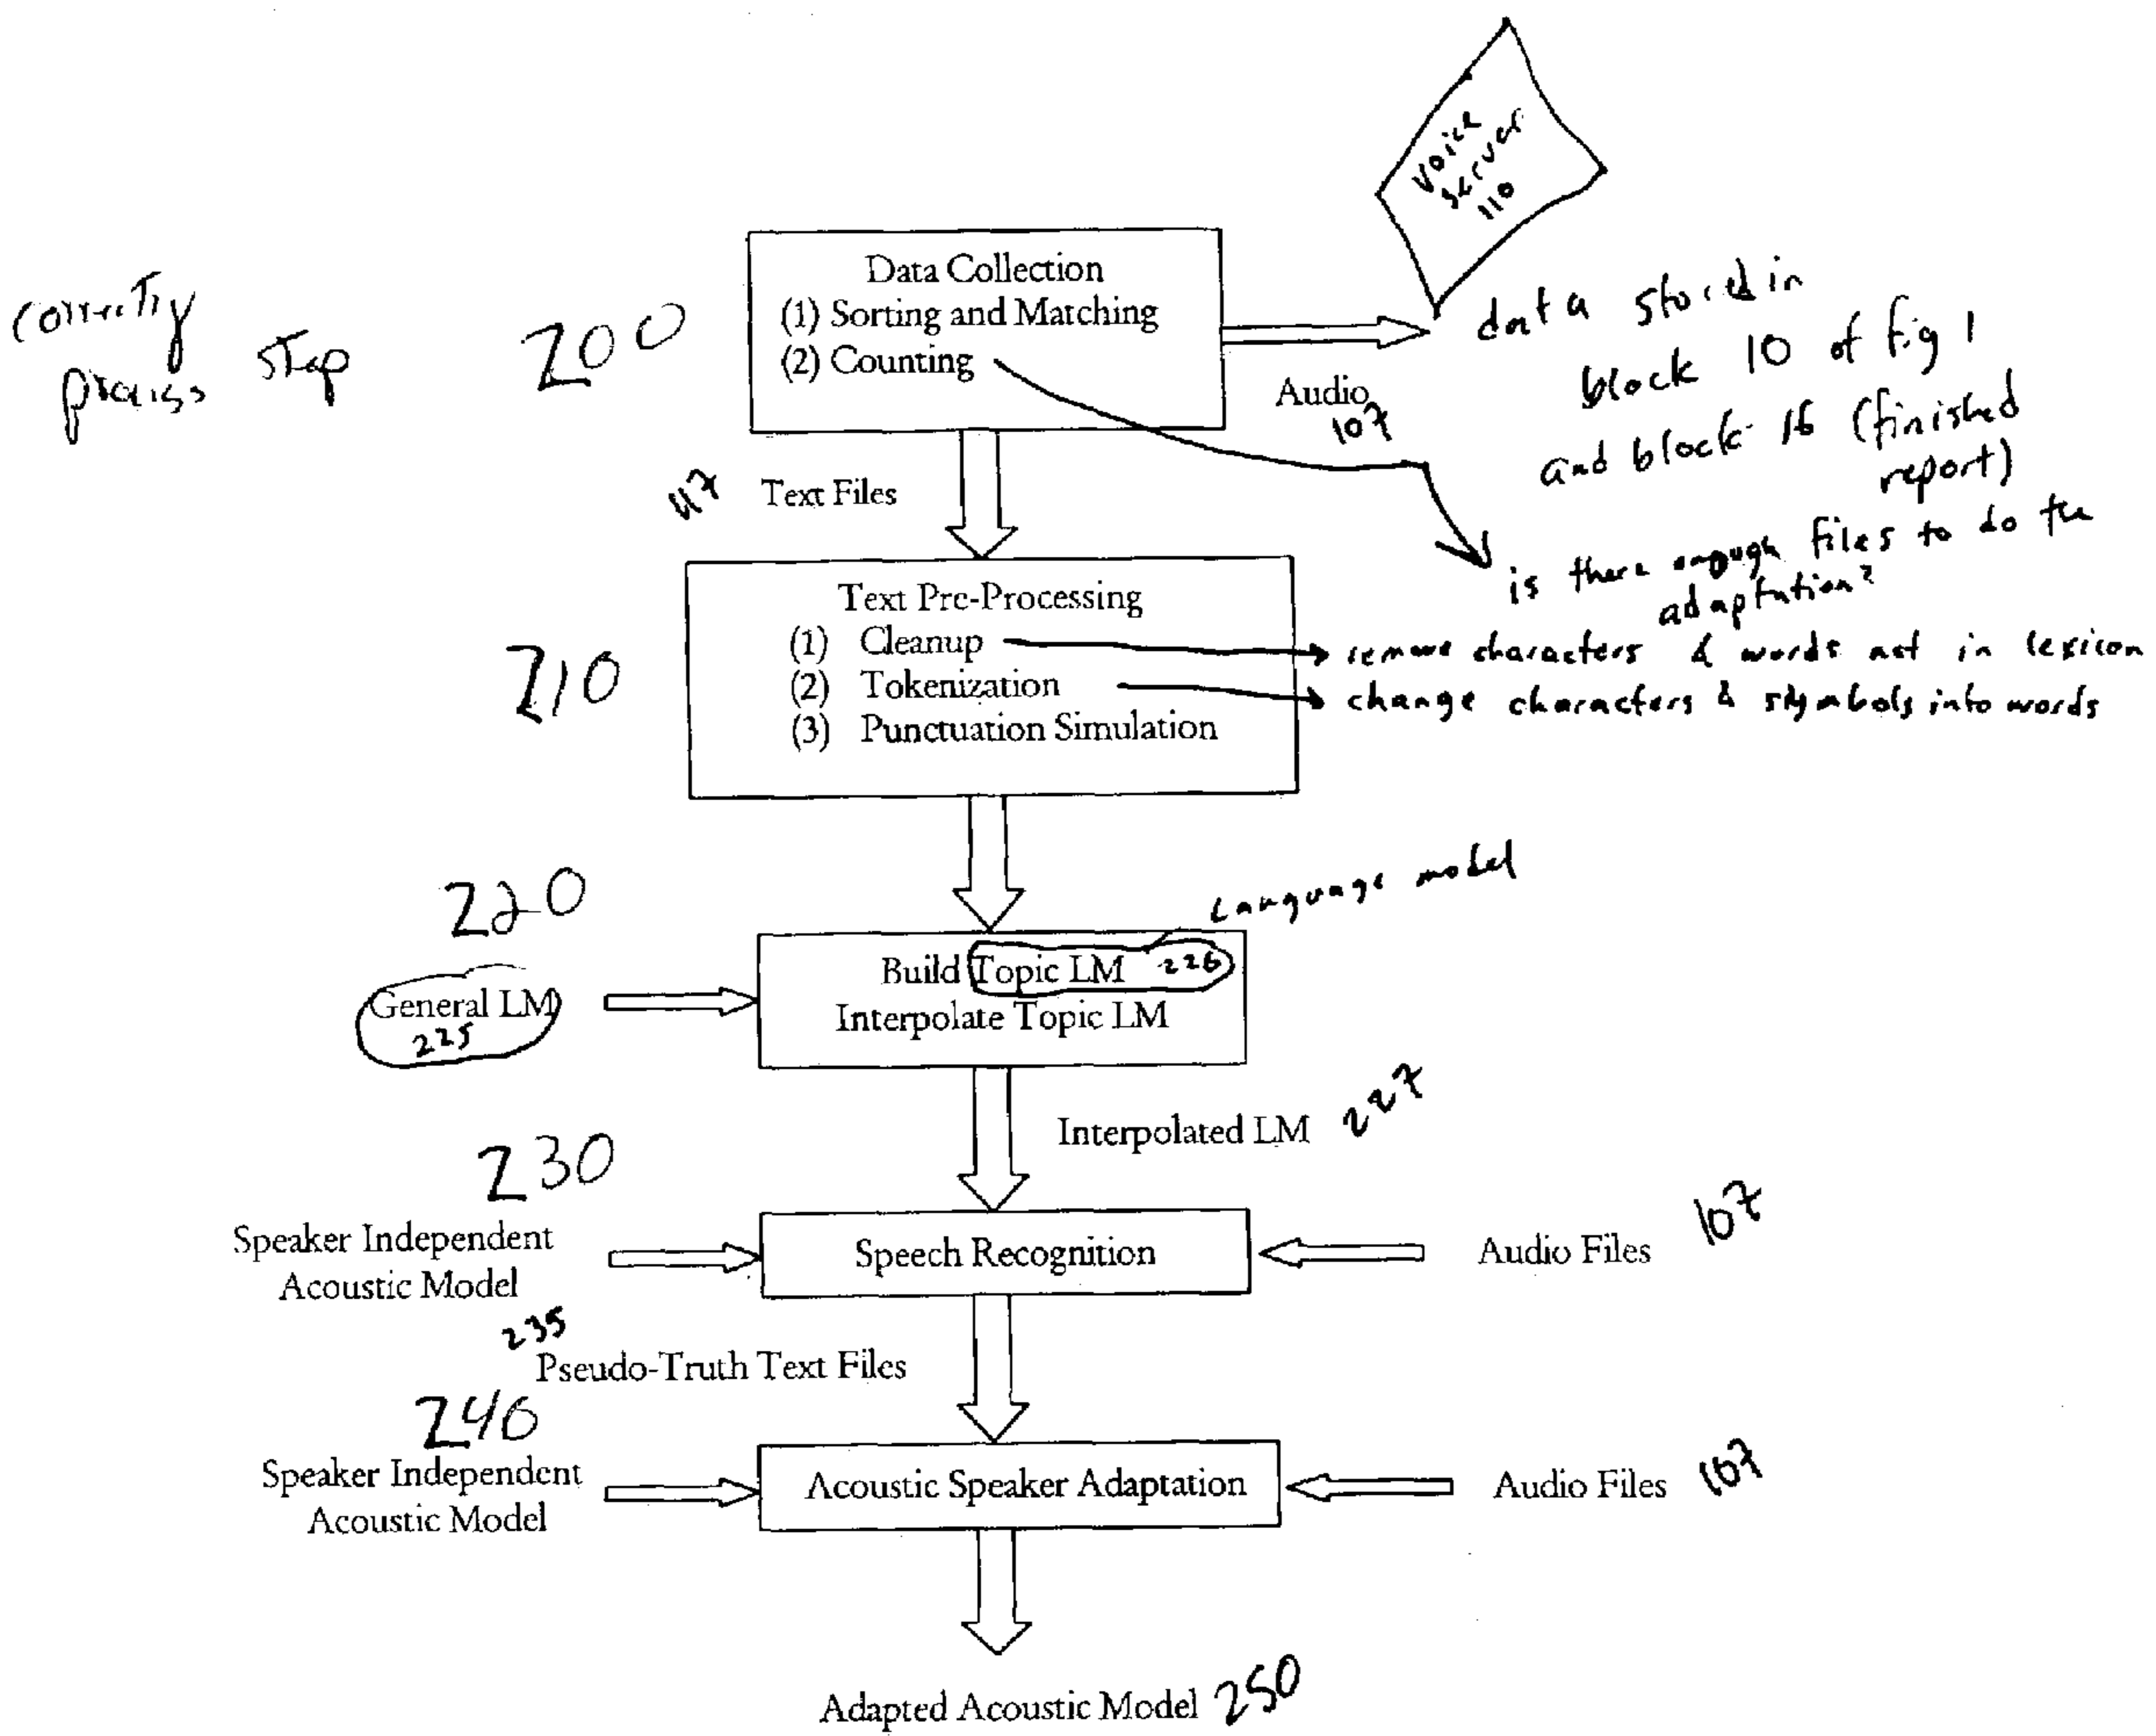 voice
server
110
Data Collection
(1) Sorting and Matching
(2) Counting
step
200
Audio
107
data stored in
block 10 of fig 1
and block 16 (finished
report)
117 Text Files
is there enough files to do the
adaptation?
Text Pre-Processing
(1) Cleanup
remove characters & words not in lexicon
(2) Tokenization
change characters & symbols into words
(3) Punctuation Simulation
210
220
Language model
Build Topic LM 226
Interpolate Topic LM
General LM
225
Interpolated LM 227
230
Speaker Independent
Acoustic Model
Speech Recognition
Audio Files 107
235
Pseudo-Truth Text Files
240
Speaker Independent
Acoustic Model
Acoustic Speaker Adaptation
Audio Files 107
Adapted Acoustic Model 250